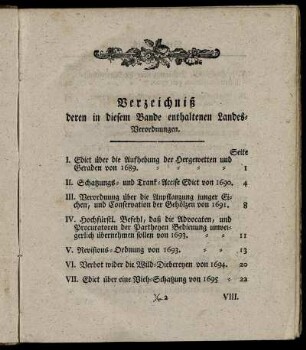 Verzeichniß
deren in diesem Bande enthaltenen Landes-
Verordnungen.
Seite
I. Edict über die Aufhebung der Hergewetten und
Geraden von 1689. 1
II. Schatzungs- und Trank-Accise Edict von 1690. 4
III. Verordnung über die Anpflanzung junger Ei-
chen, und Conservation der Gehölzen von 1691. 8
IV. Hochfürstl. Befehl, daß die Advocaten, und
Procuratoren der Partheyen Bedienung unwei-
gerlich übernehmen sollen von 1693. 11
V. Revisions-Ordnung von 1693. 13
VI. Verbot wider die Wild-Diebereyen von 1694. 20
VII. Edict über eine Vieh-Schatzung von 1695 22
VIII.